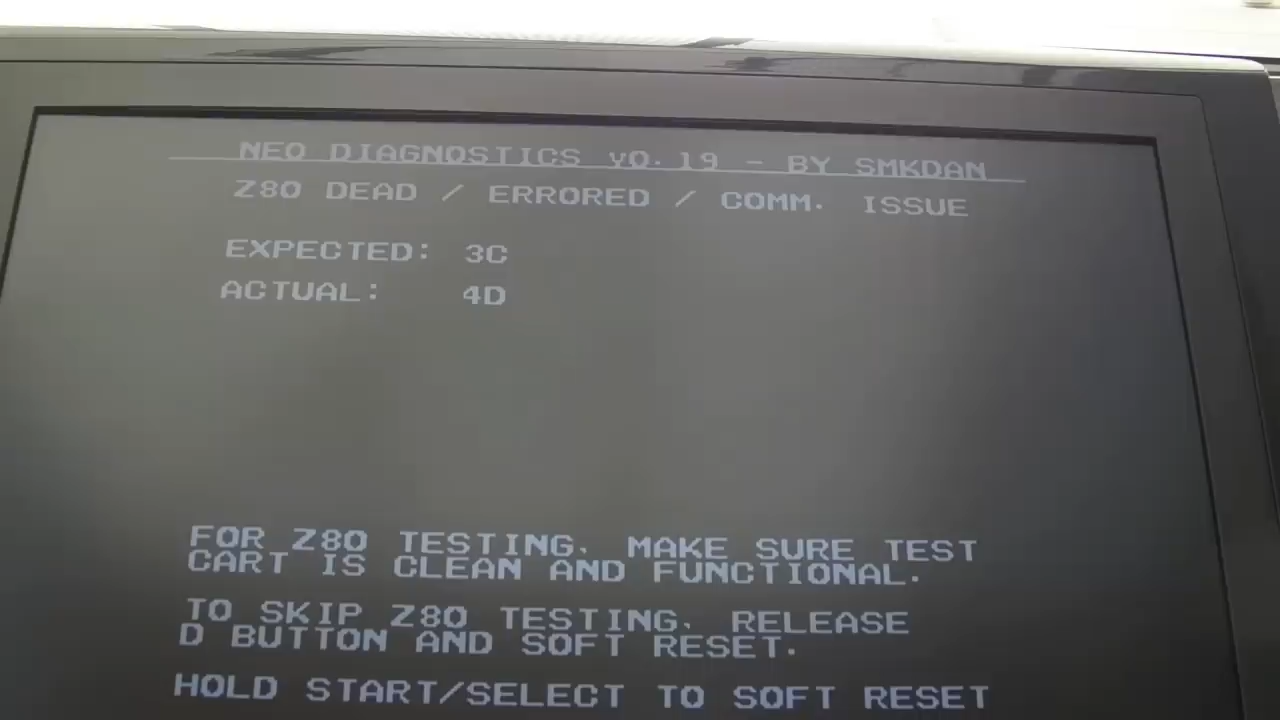 NEO DIAGNOSTICS v0.19 - BY SMKDAN
Z80 DEAD / ERRORED / COMM. ISSUE
EXPECTED: 3C
ACTUAL: 4D
FOR Z80 TESTING, MAKE SURE TEST
CART IS CLEAN AND FUNCTIONAL.
TO SKIP Z80 TESTING, RELEASE
D BUTTON AND SOFT RESET.
HOLD START/SELECT TO SOFT RESET